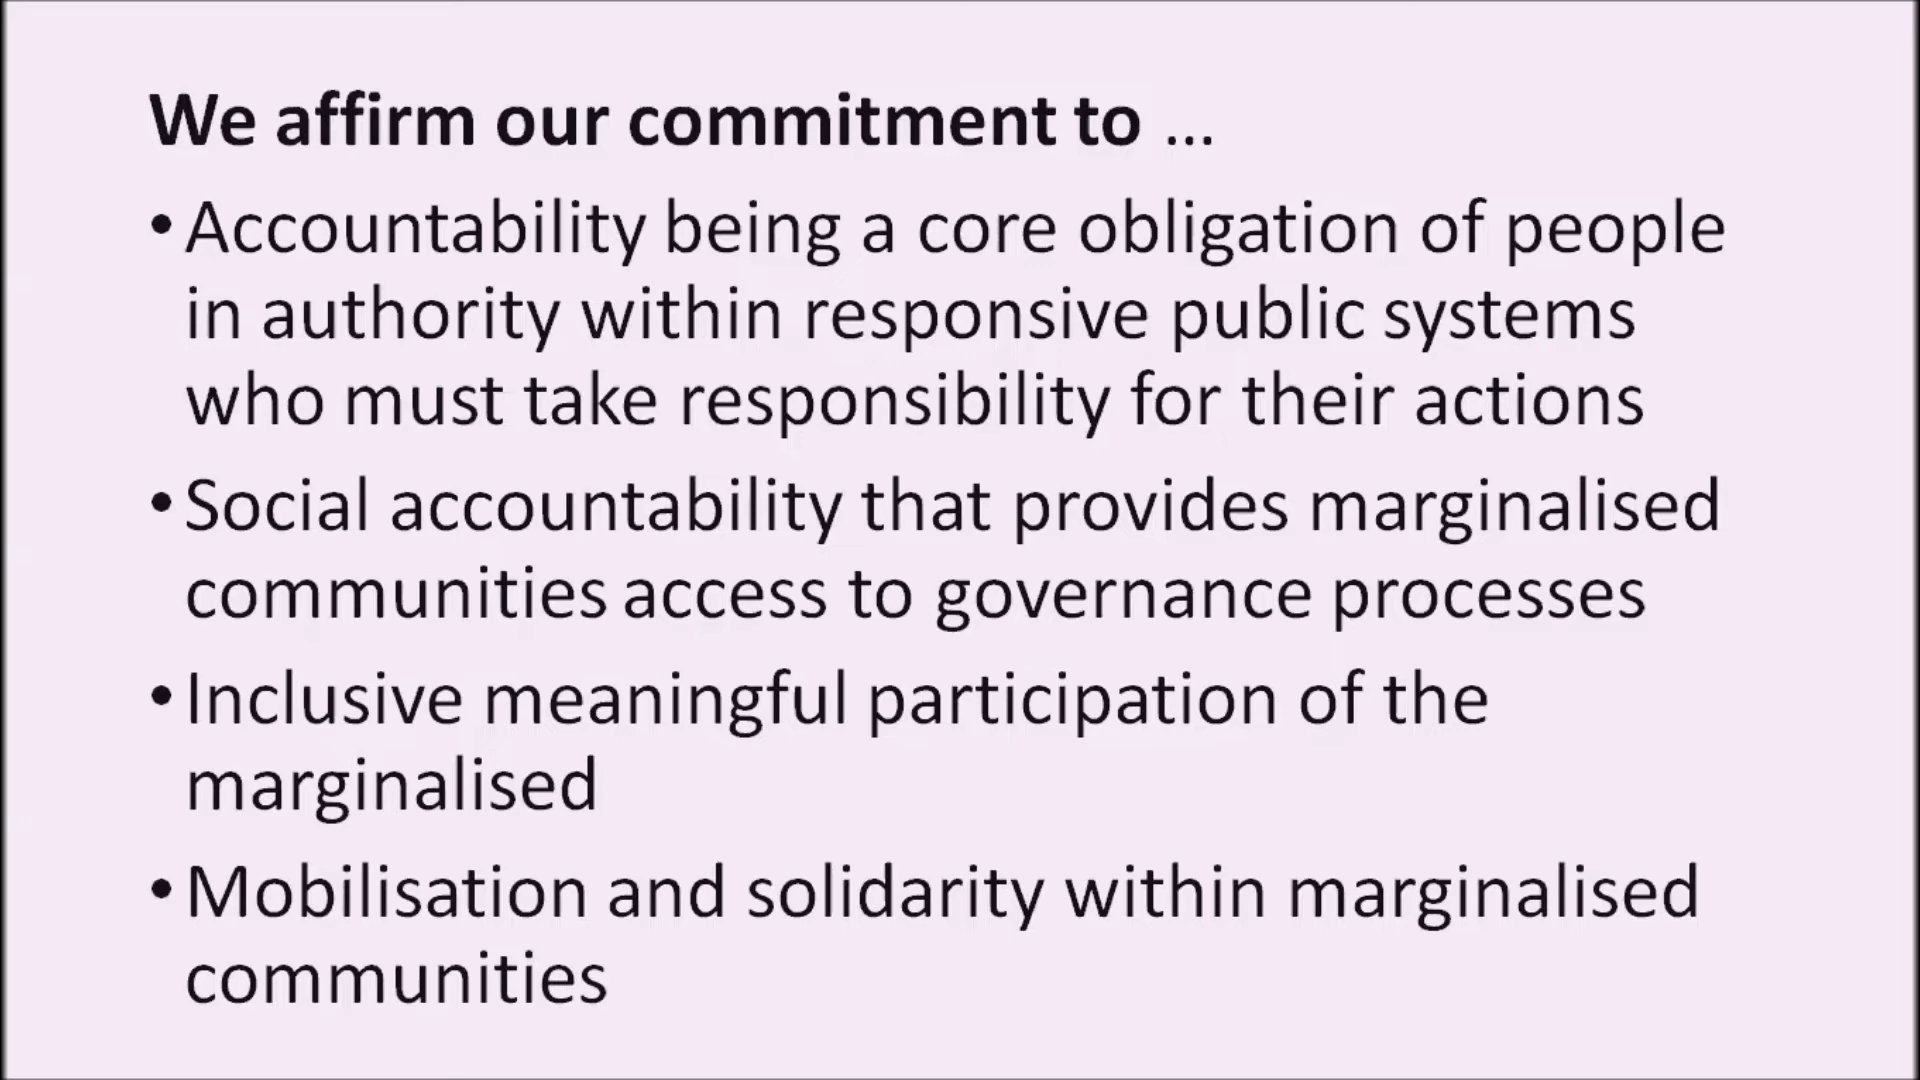 We affirm our commitment to ...
• Accountability being a core obligation of people
in authority within responsive public systems
who must take responsibility for their actions
• Social accountability that provides marginalised
communities access to governance processes
• Inclusive meaningful participation of the
marginalised
• Mobilisation and solidarity within marginalised
communities